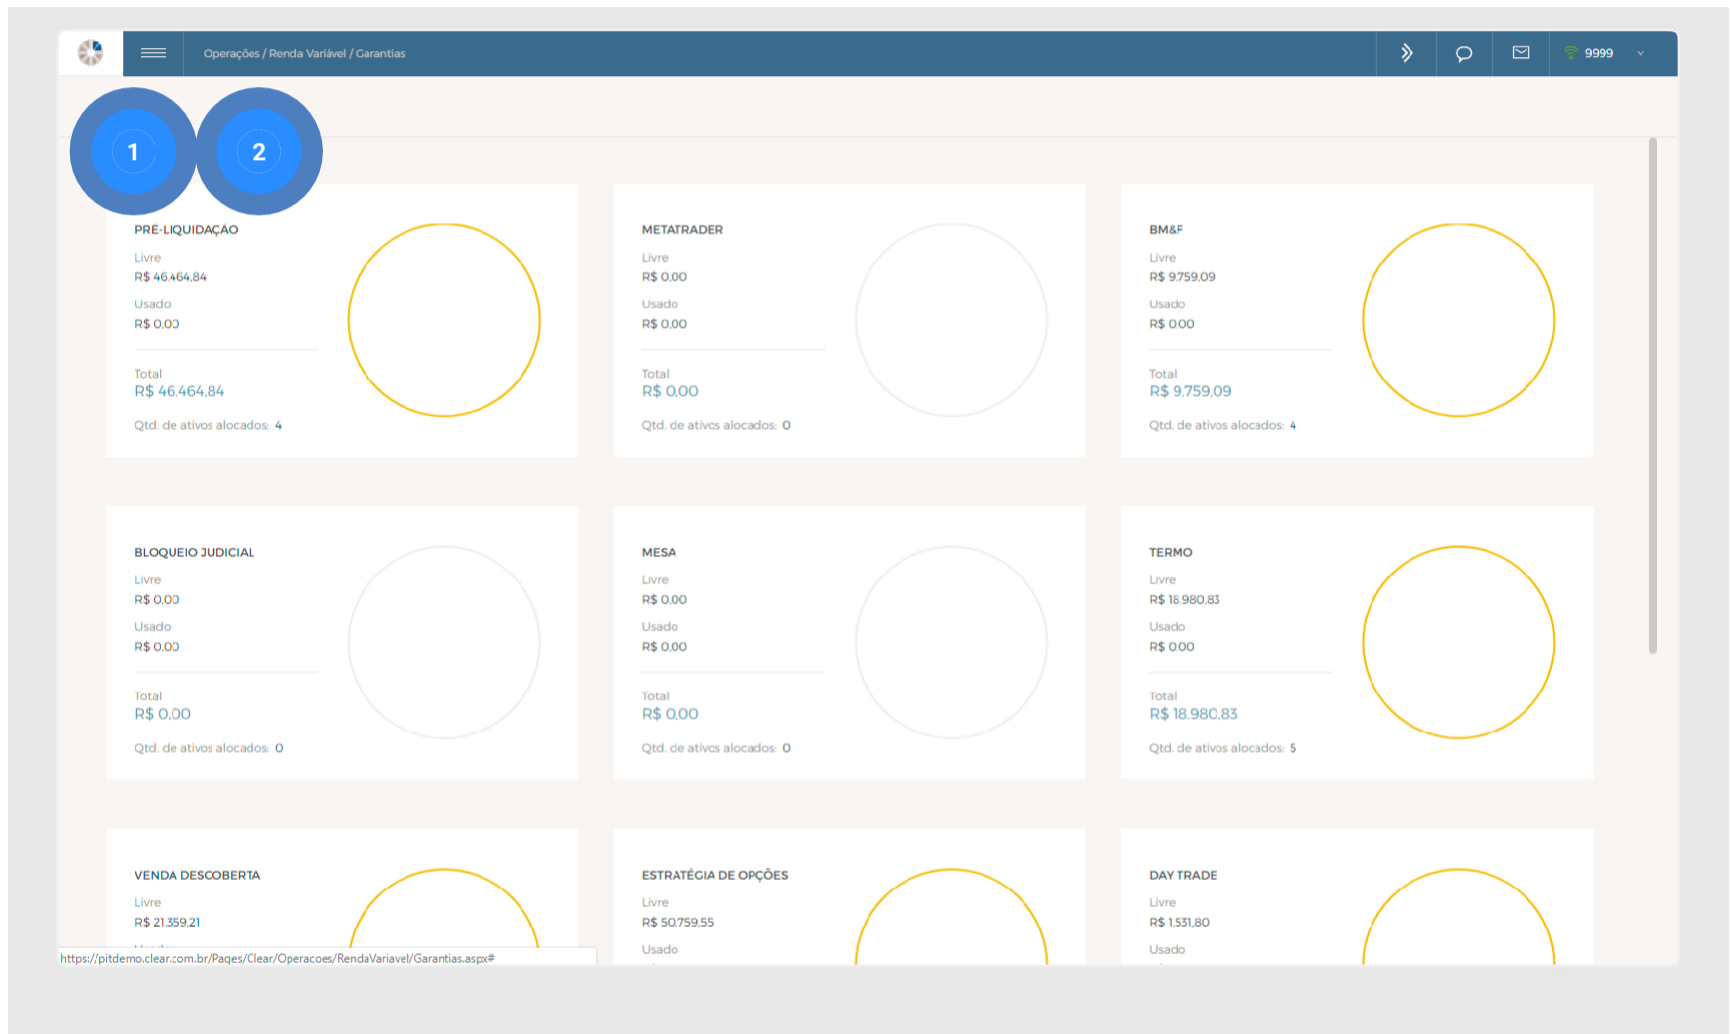 Operações / Renda Variável / Garantias
9999
1
2
PRÉ-LIQUIDAÇÃO
Livre
R$ 46.464,84
Usado
R$ 0,00
Total
R$ 46.464,84
Qtd. de ativos alocados: 4
METATRADER
Livre
R$ 0,00
Usado
R$ 0,00
Total
R$ 0,00
Qtd. de ativos alocados: 0
BM&F
Livre
R$ 9.759,09
Usado
R$ 0,00
Total
R$ 9.759,09
Qtd. de ativos alocados: 4
BLOQUEIO JUDICIAL
Livre
R$ 0,00
Usado
R$ 0,00
Total
R$ 0,00
Qtd. de ativos alocados: 0
MESA
Livre
R$ 0,00
Usado
R$ 0,00
Total
R$ 0,00
Qtd. de ativos alocados: 0
TERMO
Livre
R$ 18.980,83
Usado
R$ 0,00
Total
R$ 18.980,83
Qtd. de ativos alocados: 5
VENDA DESCOBERTA
Livre
R$ 21.359,21
ESTRATÉGIA DE OPÇÕES
Livre
R$ 50.759,55
Usado
DAY TRADE
Livre
R$ 1.531,80
Usado
https://pitdemo.clear.com.br/Pages/Clear/Operacoes/RendaVariavel/Garantias.aspx#